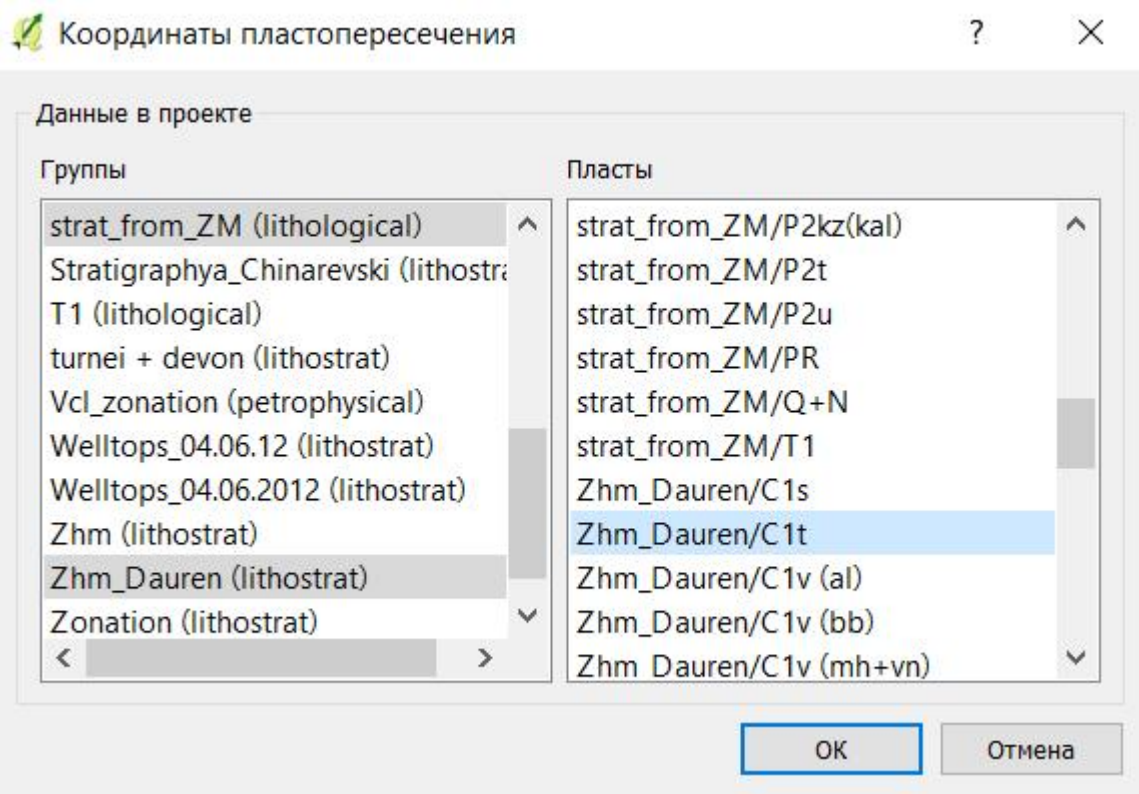 Координаты пластопересечения
?
Данные в проекте
Группы
strat_from_ZM (lithological)
Stratigraphya_Chinarevski (lithostra
T1 (lithological)
turnei + devon (lithostrat)
Vcl_zonation (petrophysical)
Welltops_04.06.12 (lithostrat)
Welltops_04.06.2012 (lithostrat)
Zhm (lithostrat)
Zhm_Dauren (lithostrat)
Zonation (lithostrat)
Пласты
strat_from_ZM/P2kz(kal)
strat_from_ZM/P2t
strat_from_ZM/P2u
strat_from_ZM/PR
strat_from_ZM/Q+N
strat_from_ZM/T1
Zhm_Dauren/C1s
Zhm_Dauren/C1t
Zhm_Dauren/C1v (al)
Zhm_Dauren/C1v (bb)
Zhm_Dauren/C1v (mh+vn)
ОК
Отмена